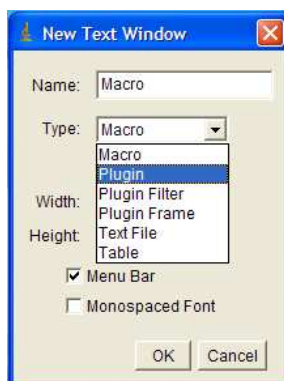 New Text Window
Name: Macro
Type: Macro
Macro
Plugin
Plugin Filter
Width: Plugin Frame
Height: Text File
Table
Menu Bar
Monospaced Font
OK Cancel